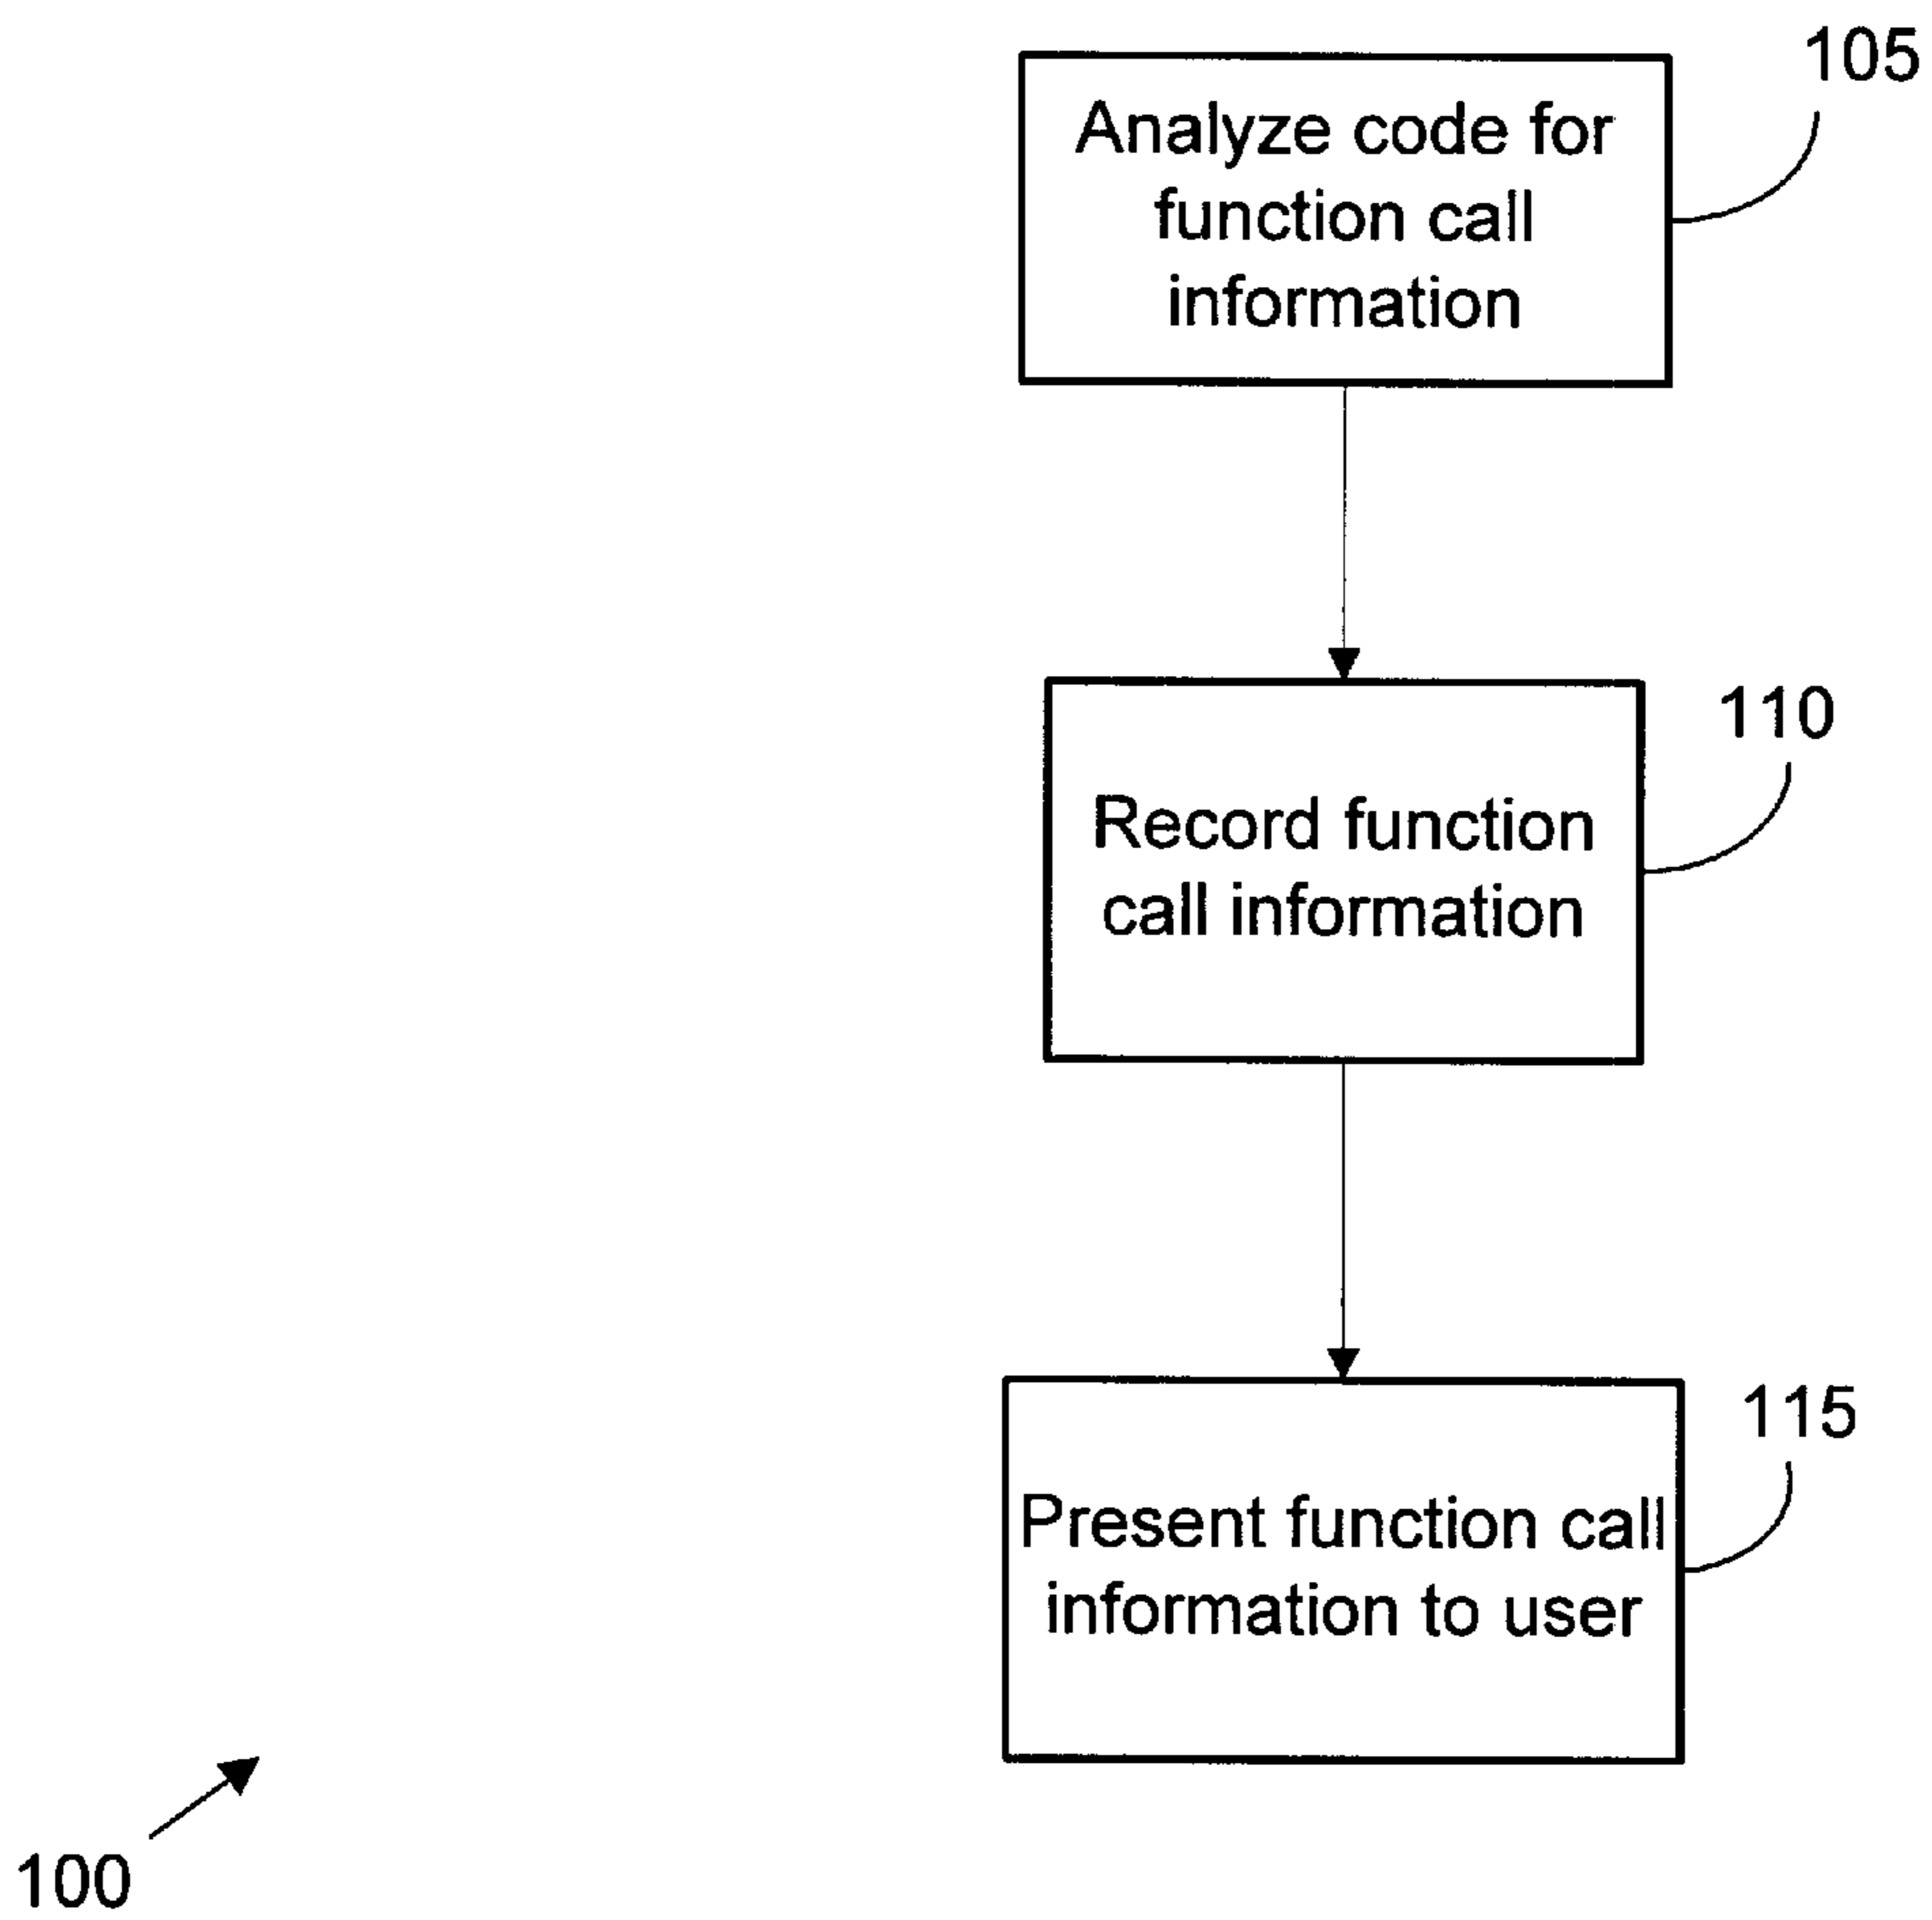 105
Analyze code for
function call
information
110
Record function
call information
115
Present function call
information to user
100